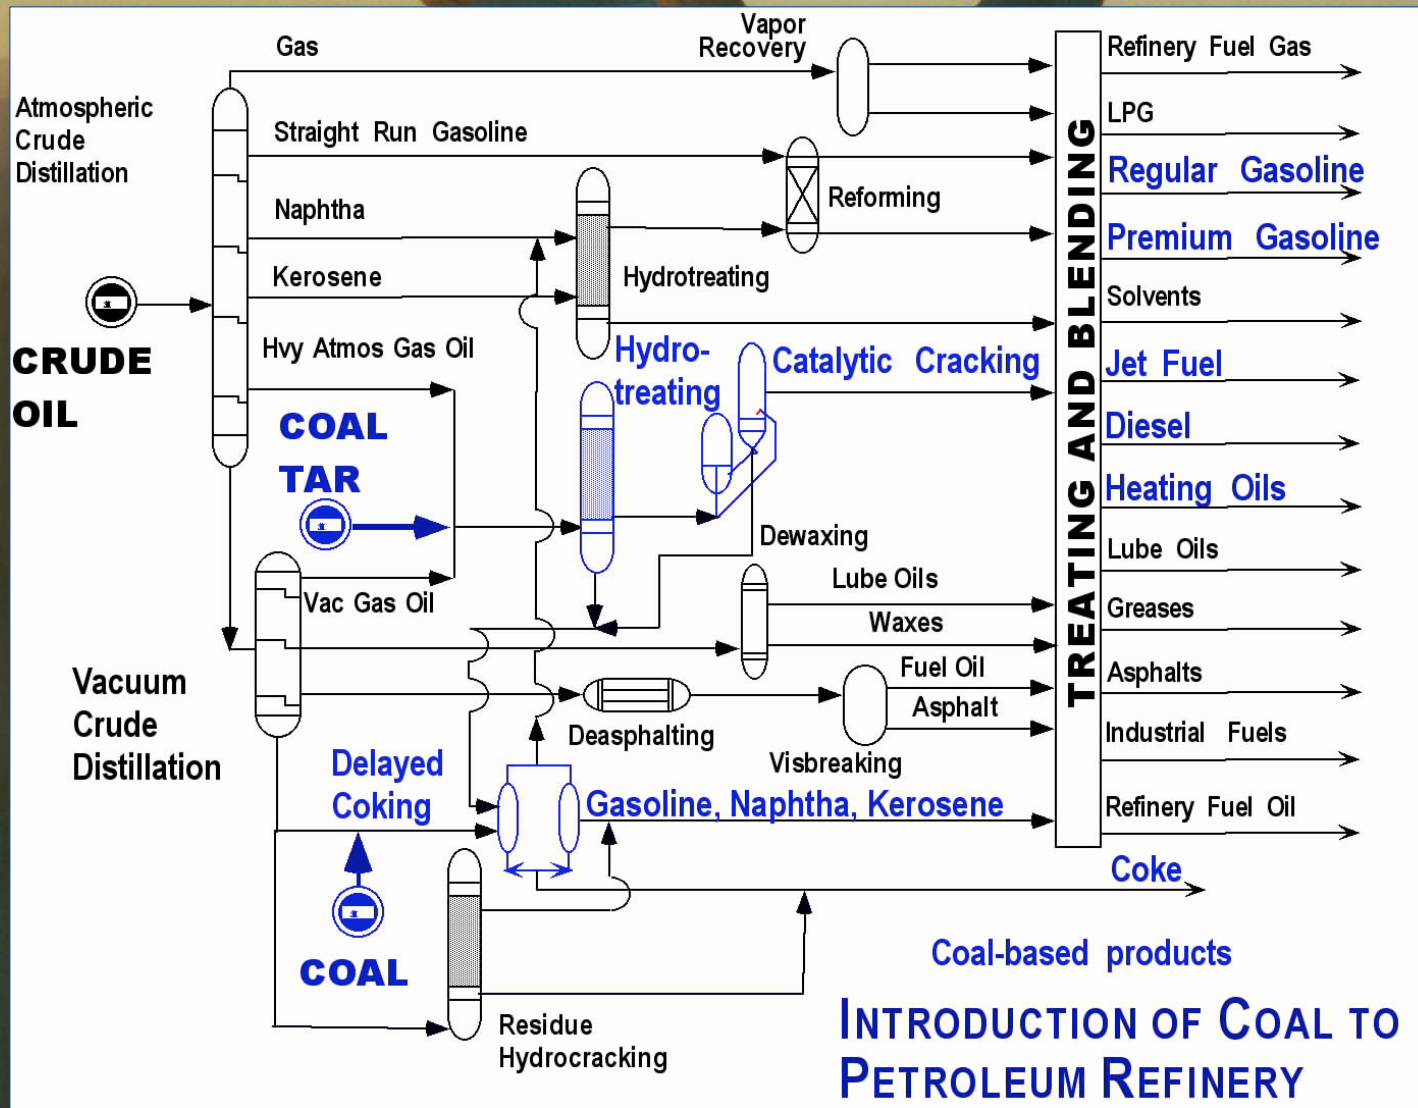 Gas
Vapor
Recovery
Refinery Fuel Gas
Atmospheric
Crude
Distillation
Straight Run Gasoline
LPG
Regular Gasoline
Naphtha
Reforming
Premium Gasoline
Kerosene
Hydrotreating
Solvents
CRUDE
OIL
Hvy Atmos Gas Oil
Hydro-
treating
Catalytic Cracking
Jet Fuel
COAL
TAR
Diesel
Heating Oils
TREATING AND BLENDING
Dewaxing
Lube Oils
Lube Oils
Vac Gas Oil
Waxes
Greases
Vacuum
Crude
Distillation
Fuel Oil
Asphalt
Asphalts
Deasphalting
Visbreaking
Industrial Fuels
Delayed
Coking
Gasoline, Naphtha, Kerosene
Refinery Fuel Oil
Coke
COAL
Coal-based products
Residue
Hydrocracking
INTRODUCTION OF COAL TO
PETROLEUM REFINERY